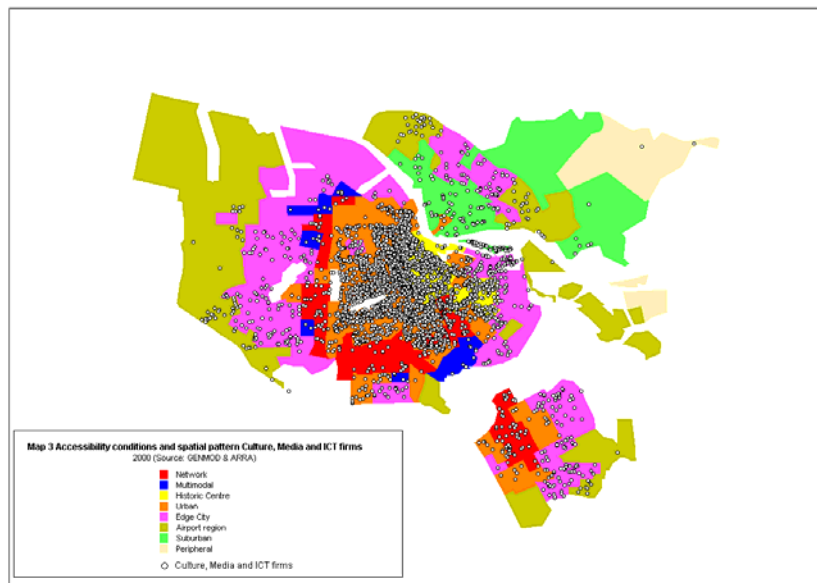 Map 3 Accessibility conditions and spatial pattern Culture, Media and ICT firms
2000 (Source: GENMOD & ARRA)
Network
Multimodal
Historic Centre
Urban
Edge City
Airport region
Suburban
Peripheral
Culture, Media and ICT firms